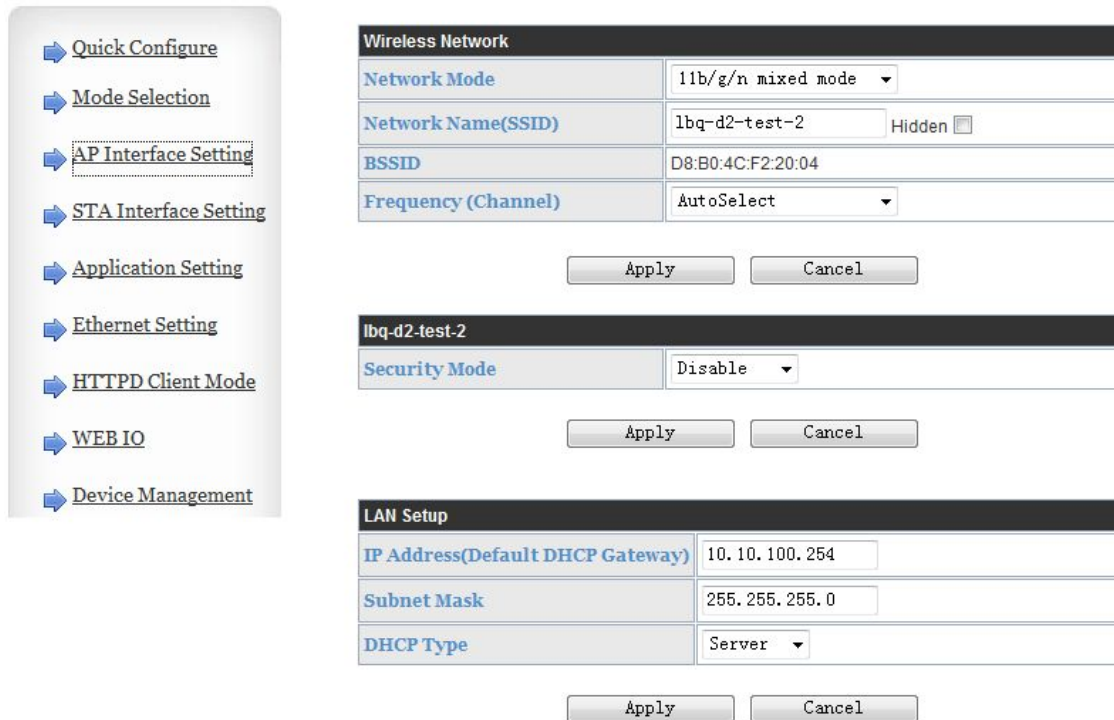 Quick Configure
Mode Selection
AP Interface Setting
STA Interface Setting
Application Setting
Ethernet Setting
HTTPD Client Mode
WEB IO
Device Management
Wireless Network
Network Mode 11b/g/n mixed mode
Network Name(SSID) lbq-d2-test-2 Hidden
BSSID D8:B0:4C:F2:20:04
Frequency (Channel) AutoSelect
Apply Cancel
lbq-d2-test-2
Security Mode Disable
Apply Cancel
LAN Setup
IP Address(Default DHCP Gateway) 10.10.100.254
Subnet Mask 255.255.255.0
DHCP Type Server
Apply Cancel